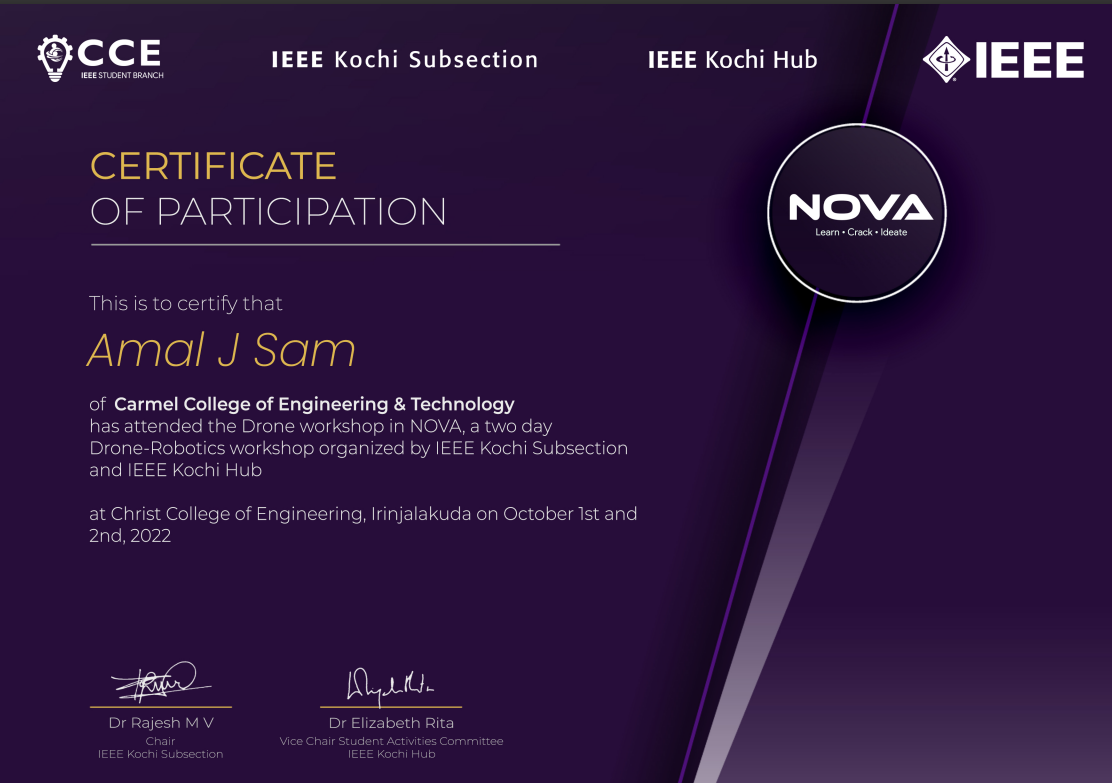 CCE
IEEE STUDENT BRANCH
IEEE Kochi Subsection
IEEE Kochi Hub
IEEE
®
CERTIFICATE
OF PARTICIPATION
NOVA
Learn • Crack • Ideate
This is to certify that
Amal J Sam
of Carmel College of Engineering & Technology
has attended the Drone workshop in NOVA, a two day
Drone-Robotics workshop organized by IEEE Kochi Subsection
and IEEE Kochi Hub
at Christ College of Engineering, Irinjalakuda on October 1st and
2nd, 2022
Dr Rajesh M V
Chair
IEEE Kochi Subsection
Dr Elizabeth Rita
Vice Chair Student Activities Committee
IEEE Kochi Hub